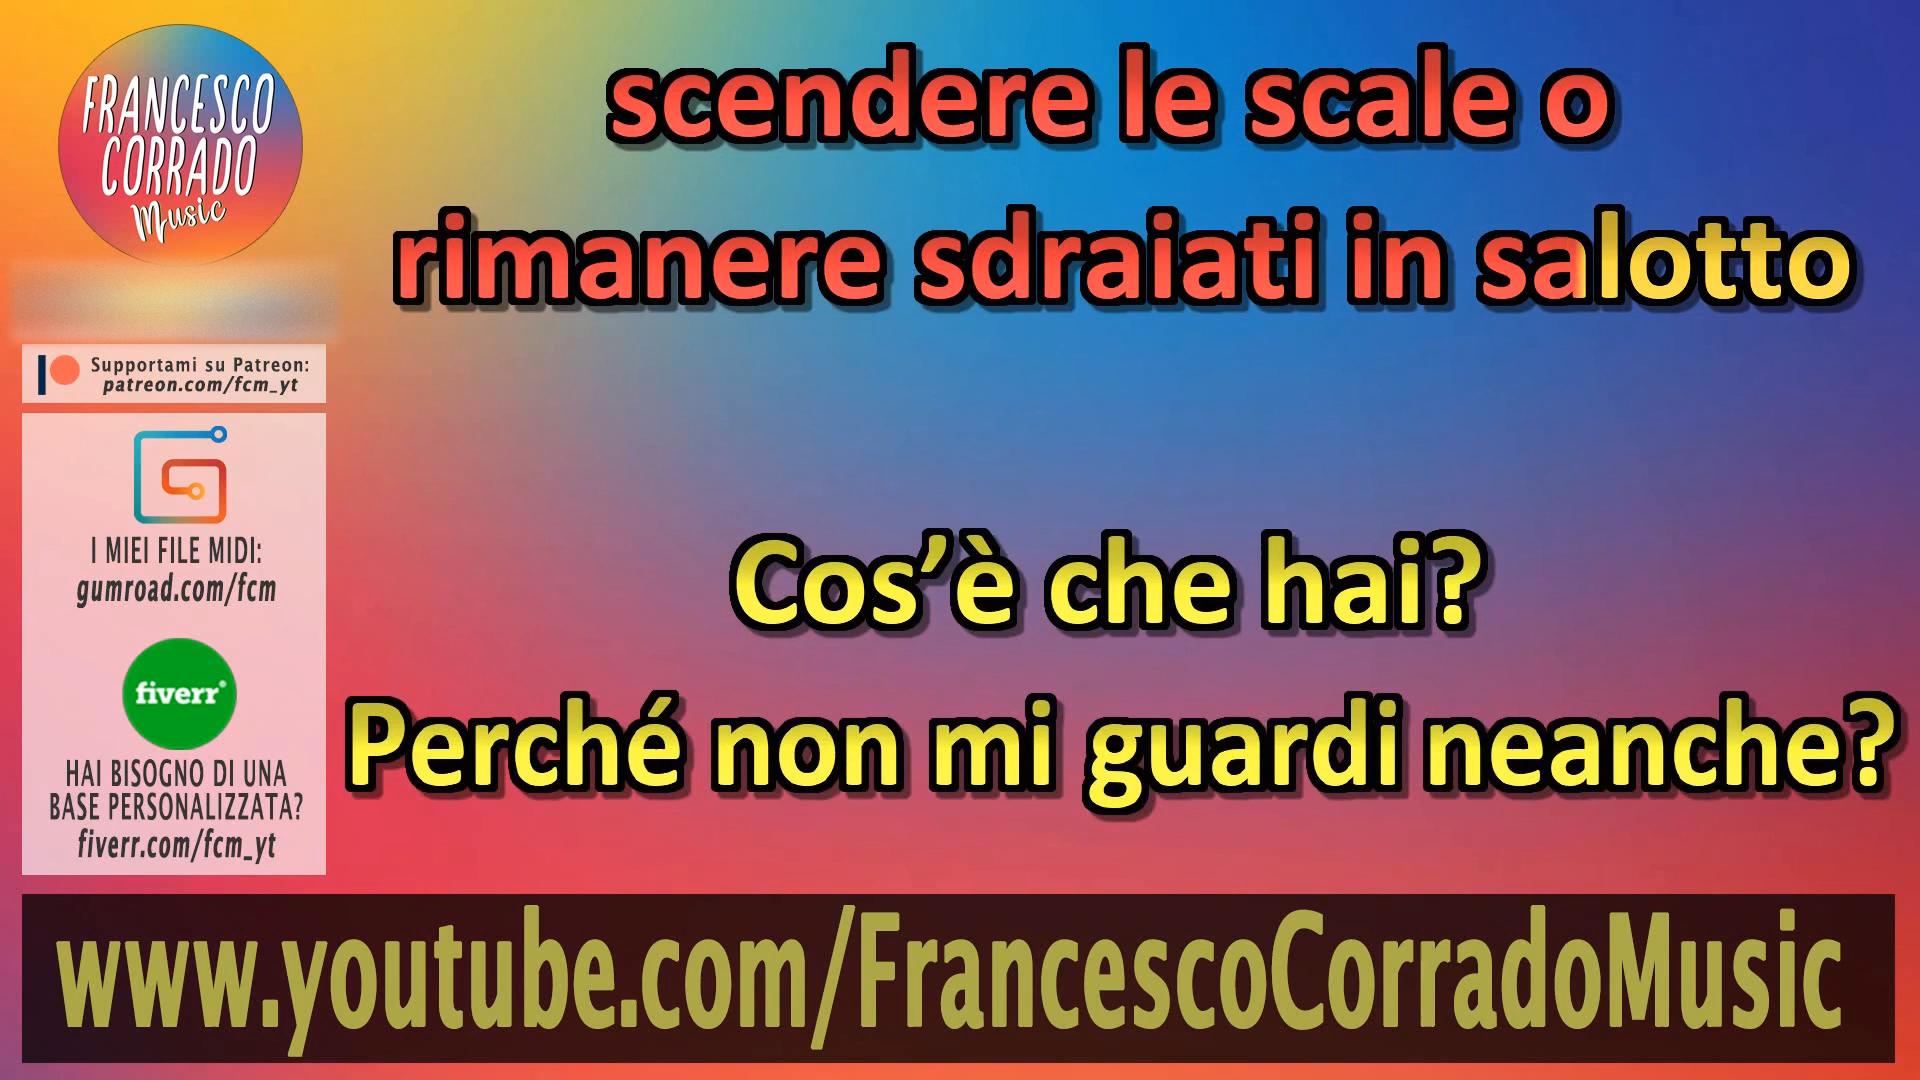 FRANCESCO
CORRADO
Music
Supportami su Patreon:
patreon.com/fcm_yt
I MIEI FILE MIDI:
gumroad.com/fcm
fiverr®
HAI BISOGNO DI UNA
BASE PERSONALIZZATA?
fiverr.com/fcm_yt
scendere le scale o
rimanere sdraiati in salotto
Cos’è che hai?
Perché non mi guardi neanche?
www.youtube.com/FrancescoCorradoMusic